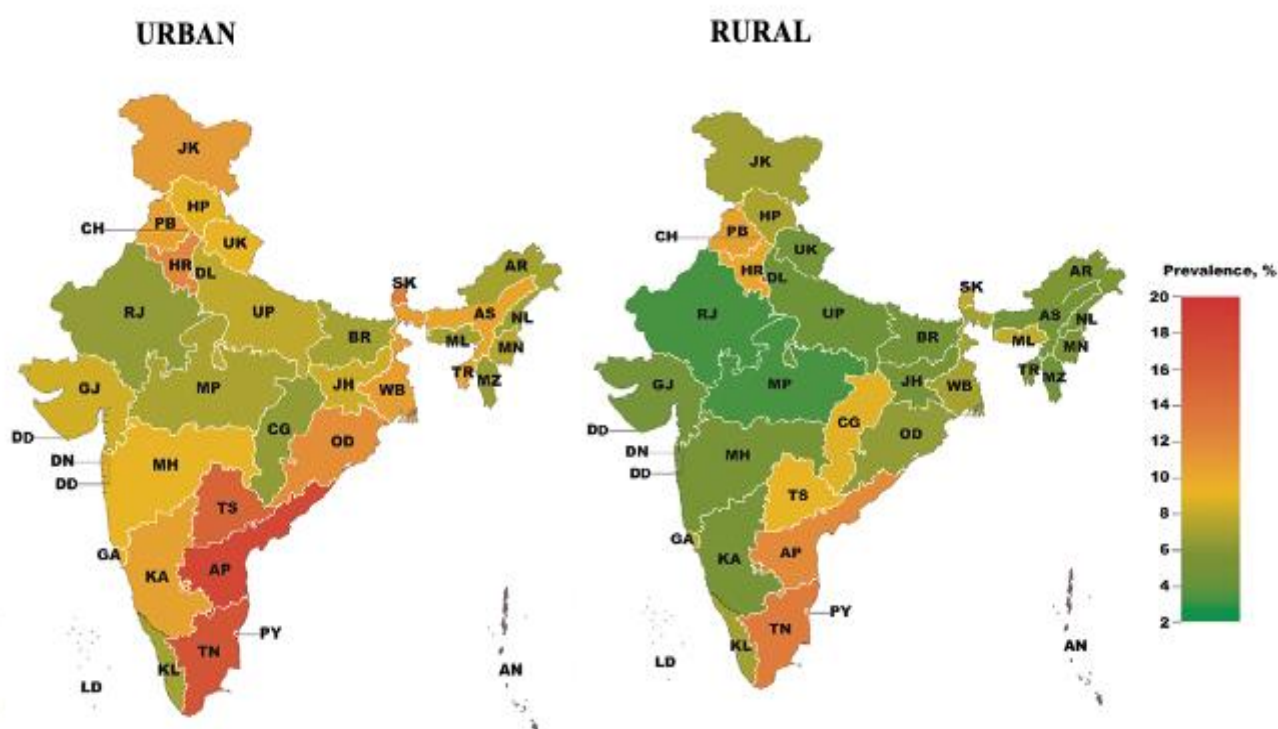 URBAN
JK
HP
PB
CH
UK
HR
DL
AR
SK
RJ
UP
AS
NL
BR
ML
MN
TR
MZ
GJ
MP
JH
WB
CG
DD
OD
DN
MH
DD
TS
GA
AP
KA
PY
TN
KL
AN
LD
RURAL
JK
HP
PB
CH
UK
HR
DL
AR
SK
RJ
UP
AS
NL
BR
ML
MN
TR
MZ
GJ
MP
JH
WB
CG
DD
OD
DN
MH
DD
TS
GA
AP
KA
PY
TN
KL
AN
LD
Prevalence, %
20
18
16
14
12
10
8
6
4
2